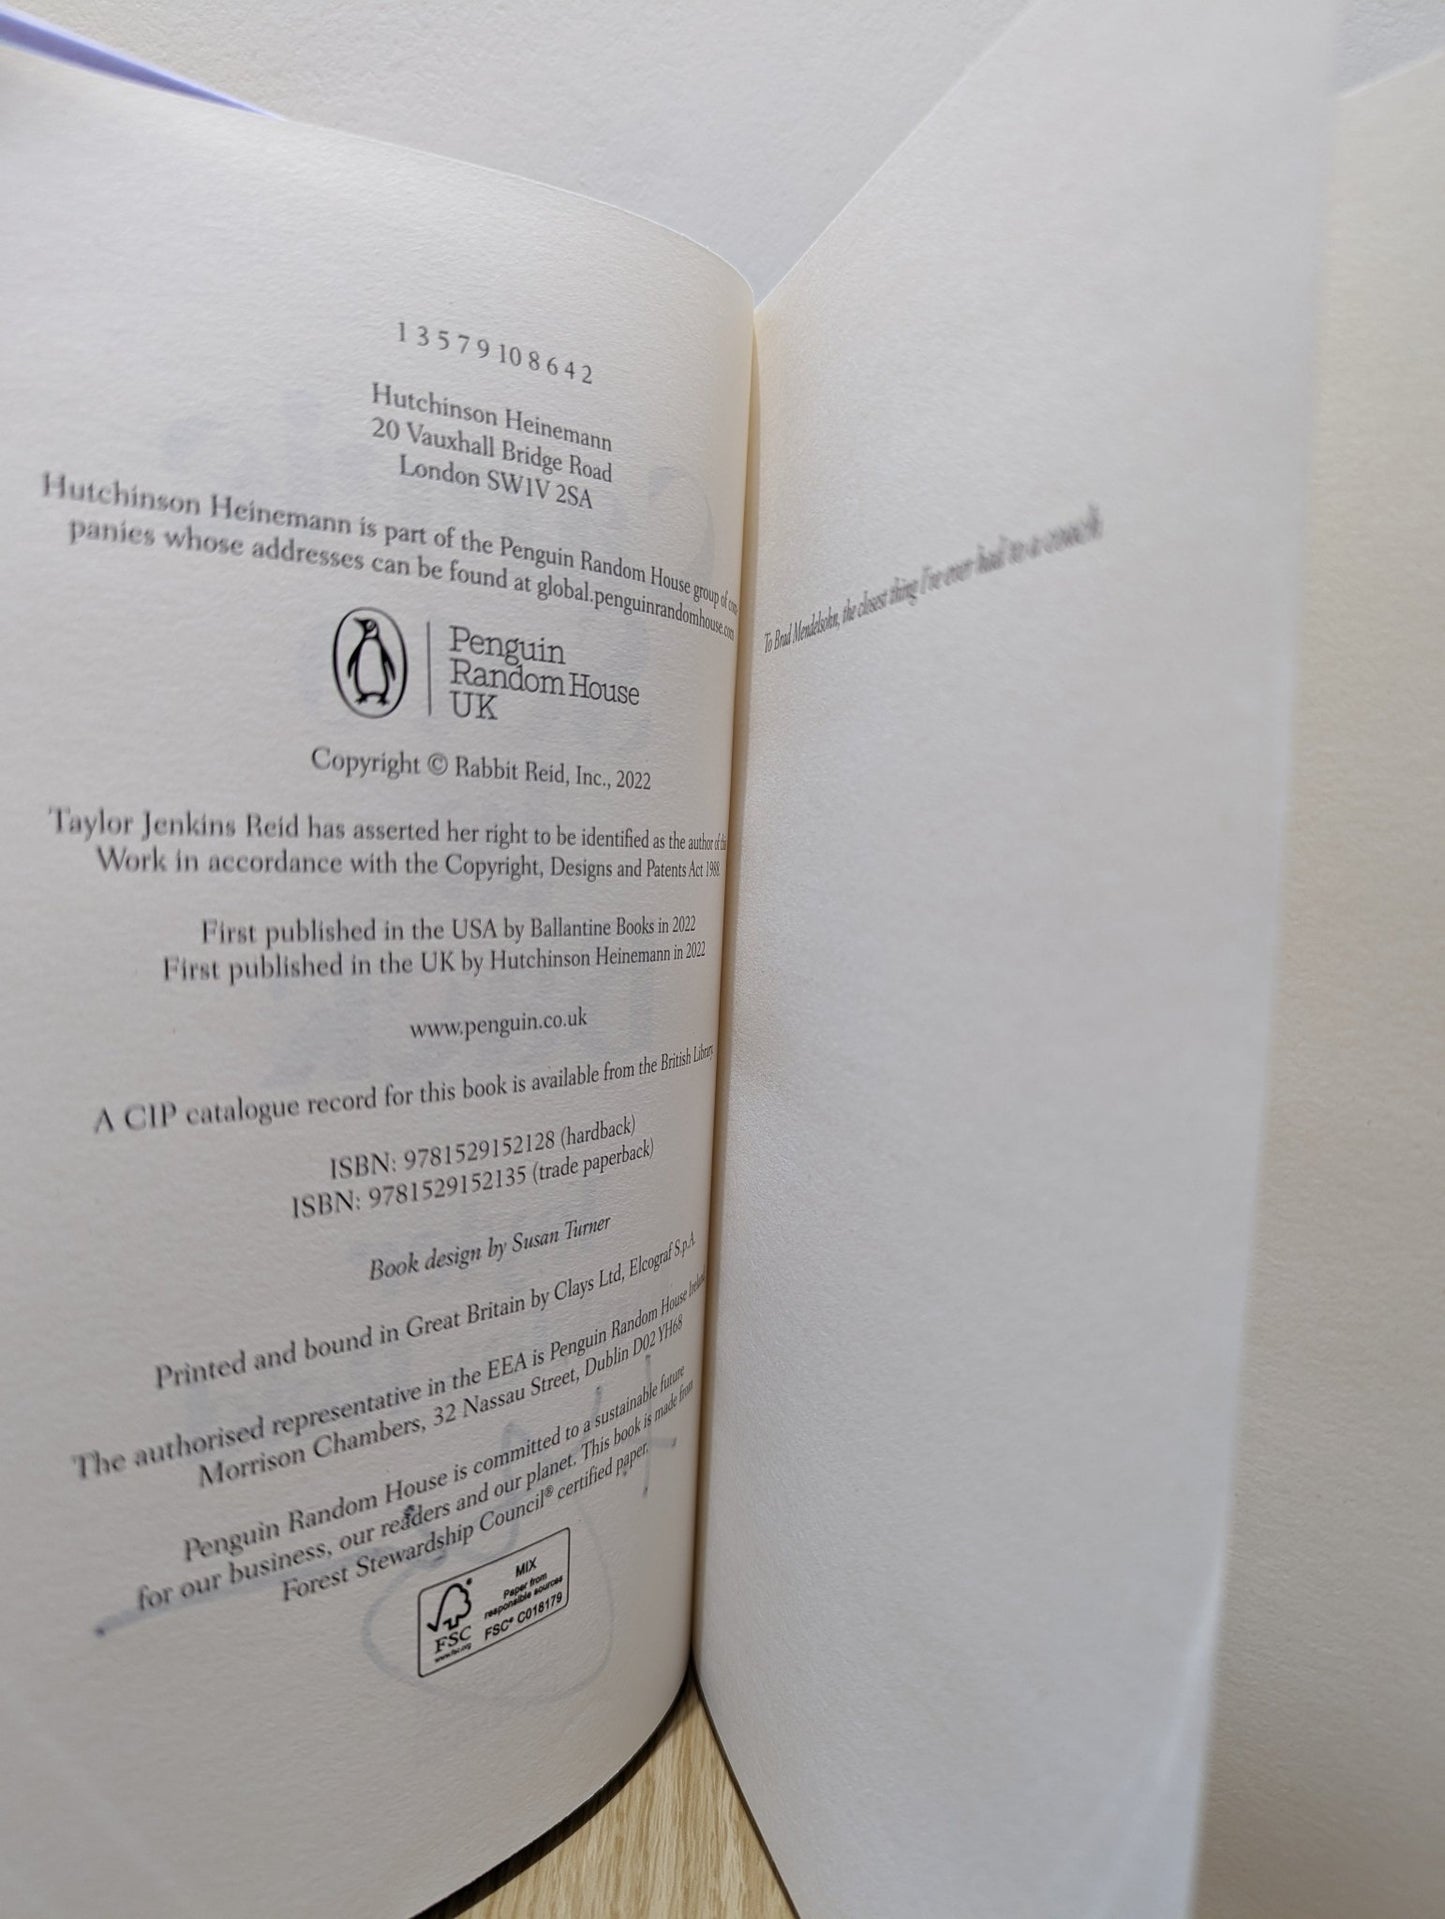 1 3 5 7 9 10 8 6 4 2
Hutchinson Heinemann
20 Vauxhall Bridge Road
London SW1V 2SA
Hutchinson Heinemann is part of the Penguin Random House group of com-
panies whose addresses can be found at global.penguinrandomhouse.com
Penguin
Random House
UK
Copyright © Rabbit Reid, Inc., 2022
Taylor Jenkins Reid has asserted her right to be identified as the author of this
Work in accordance with the Copyright, Designs and Patents Act 1988.
First published in the USA by Ballantine Books in 2022
First published in the UK by Hutchinson Heinemann in 2022
www.penguin.co.uk
A CIP catalogue record for this book is available from the British Library
ISBN: 9781529152128 (hardback)
ISBN: 9781529152135 (trade paperback)
Book design by Susan Turner
Printed and bound in Great Britain by Clays Ltd, Elcograf S.p.A.
The authorised representative in the EEA is Penguin Random House Ireland
Morrison Chambers, 32 Nassau Street, Dublin D02 YH68
Penguin Random House is committed to a sustainable future
for our business, our readers and our planet. This book is made from
Forest Stewardship Council® certified paper.
MIX
Paper from
responsible sources
FSC® C018179
FSC
www.fsc.org
To Brad Mendelsohn, the closest thing I've ever had to a coach